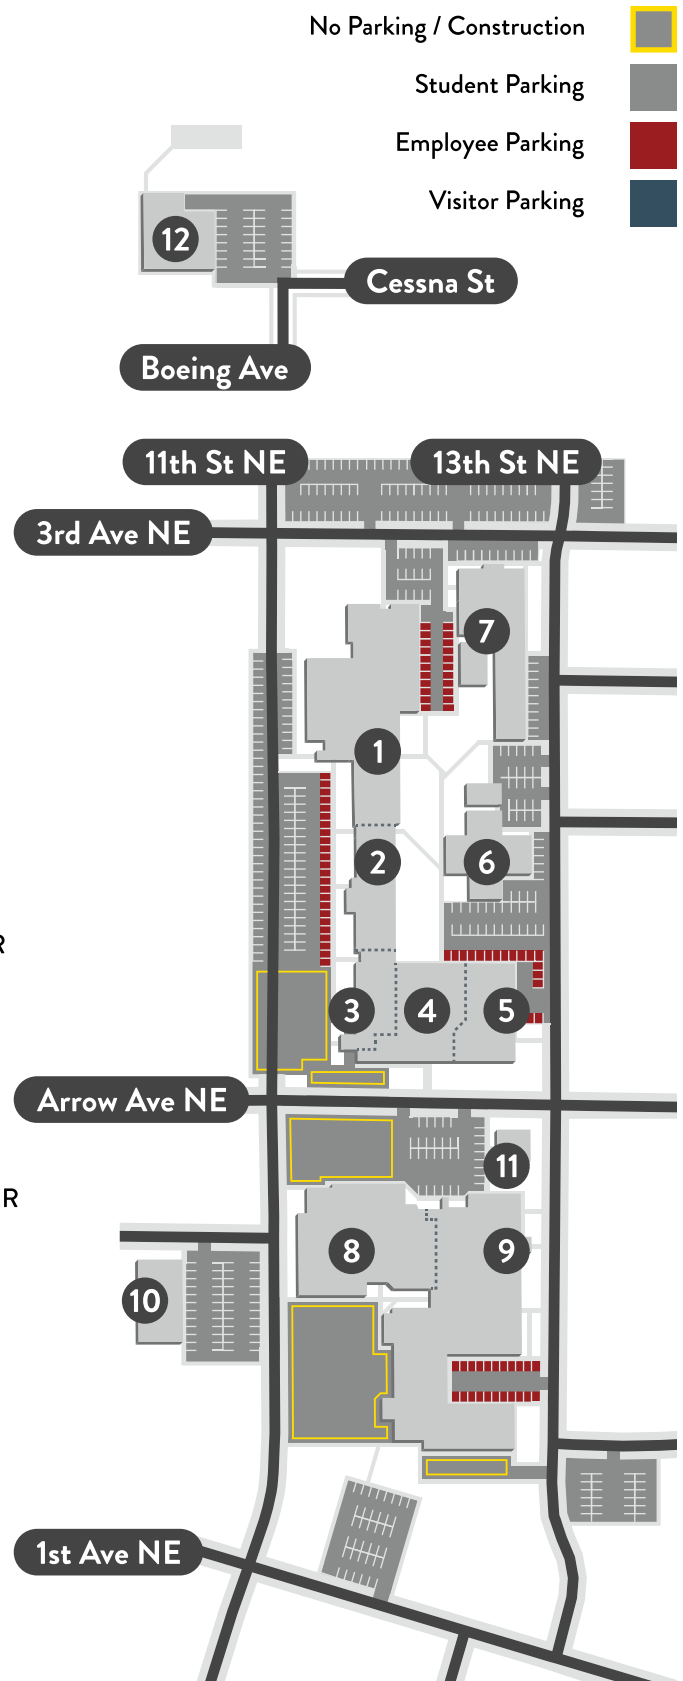 No Parking / Construction
Student Parking
Employee Parking
Visitor Parking
12
Cessna St
Boeing Ave
11th St NE
13th St NE
3rd Ave NE
7
1
2
6
R
3
4
5
Arrow Ave NE
11
R
8
9
10
1st Ave NE